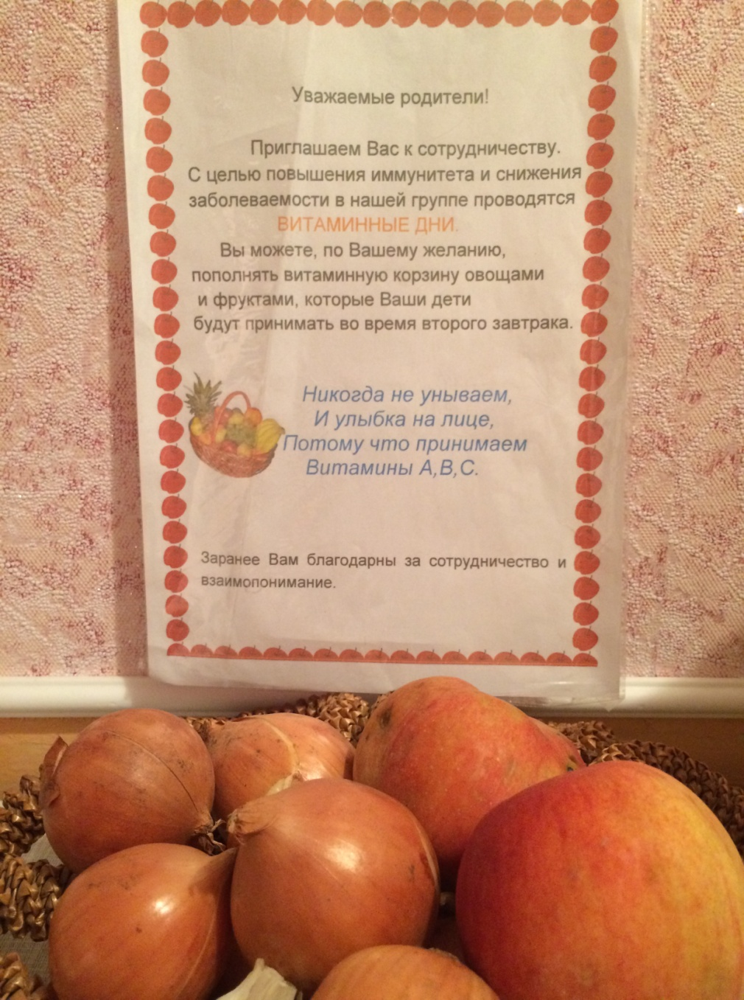 Уважаемые родители!
Приглашаем Вас к сотрудничеству.
С целью повышения иммунитета и снижения
заболеваемости в нашей группе проводятся
ВИТАМИННЫЕ ДНИ.
Вы можете, по Вашему желанию,
пополнять витаминную корзину овощами
и фруктами, которые Ваши дети
будут принимать во время второго завтрака.
Никогда не унываем,
И улыбка на лице,
Потому что принимаем
Витамины А,В,С.
Заранее Вам благодарны за сотрудничество и
взаимопонимание.